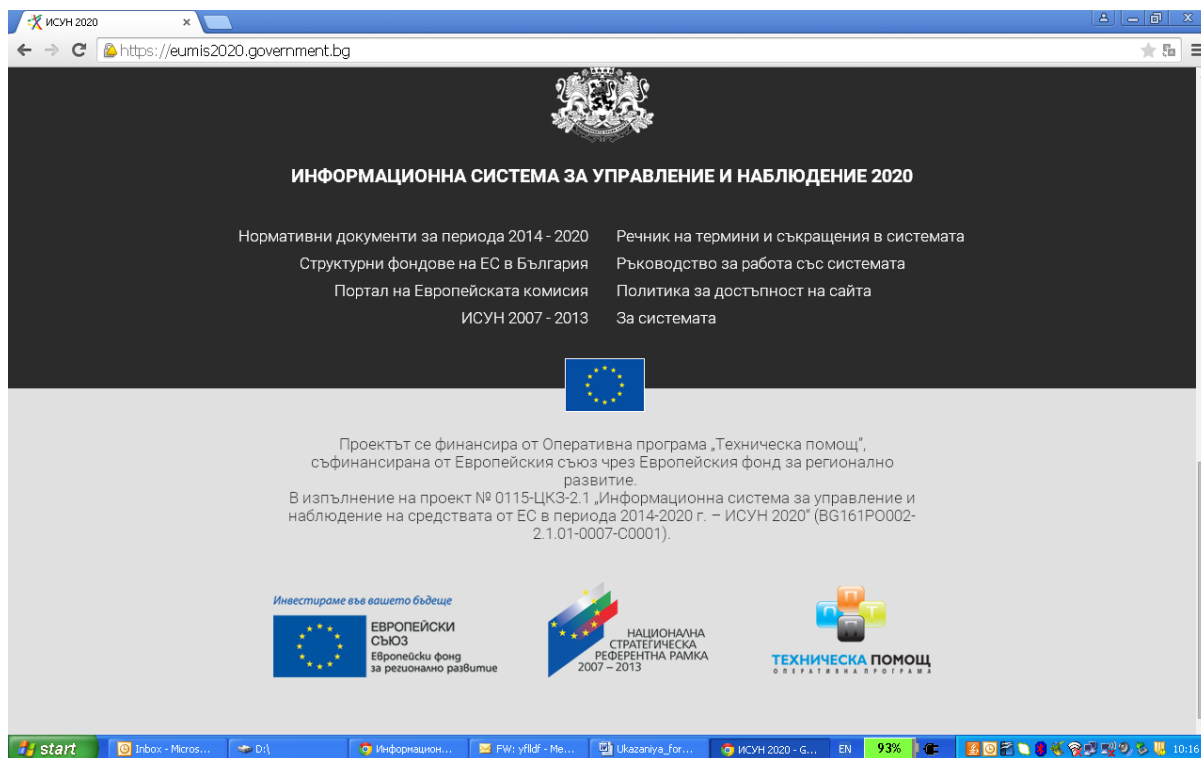 ИСУН 2020
https://eumis2020.government.bg
ИНФОРМАЦИОННА СИСТЕМА ЗА УПРАВЛЕНИЕ И НАБЛЮДЕНИЕ 2020
Нормативни документи за периода 2014 - 2020
Речник на термини и съкращения в системата
Структурни фондове на ЕС в България
Ръководство за работа със системата
Портал на Европейската комисия
Политика за достъпност на сайта
ИСУН 2007 - 2013
За системата
Проектът се финансира от Оперативна програма „Техническа помощ”,
съфинансирана от Европейския съюз чрез Европейския фонд за регионално
развитие.
В изпълнение на проект № 0115-ЦКЗ-2.1 „Информационна система за управление и
наблюдение на средствата от ЕС в периода 2014-2020 г. – ИСУН 2020” (BG161PO002-
2.1.01-0007-C0001).
Инвестираме във вашето бъдеще
ЕВРОПЕЙСКИ
СЪЮЗ
Европейски фонд
за регионално развитие
НАЦИОНАЛНА
СТРАТЕГИЧЕСКА
РЕФЕРЕНТНА РАМКА
2007 – 2013
П
П Т
П
ТЕХНИЧЕСКА ПОМОЩ
ОПЕРАТИВНА ПРОГРАМА
start
Inbox - Micros...
D:\
Информацион...
FW: yflldf - Me...
Ukazaniya_for...
ИСУН 2020 - G...
EN
93%
10:16